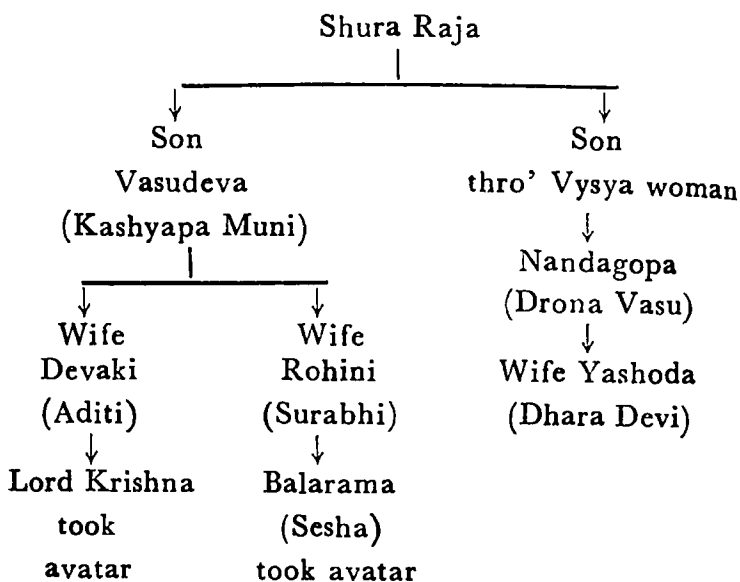 Shura Raja
Son
Vasudeva
(Kashyapa Muni)
Son
thro' Vysya woman
Nandagopa
(Drona Vasu)
Wife Yashoda
(Dhara Devi)
Wife
Devaki
(Aditi)
Lord Krishna
took
avatar
Wife
Rohini
(Surabhi)
Balarama
(Sesha)
took avatar